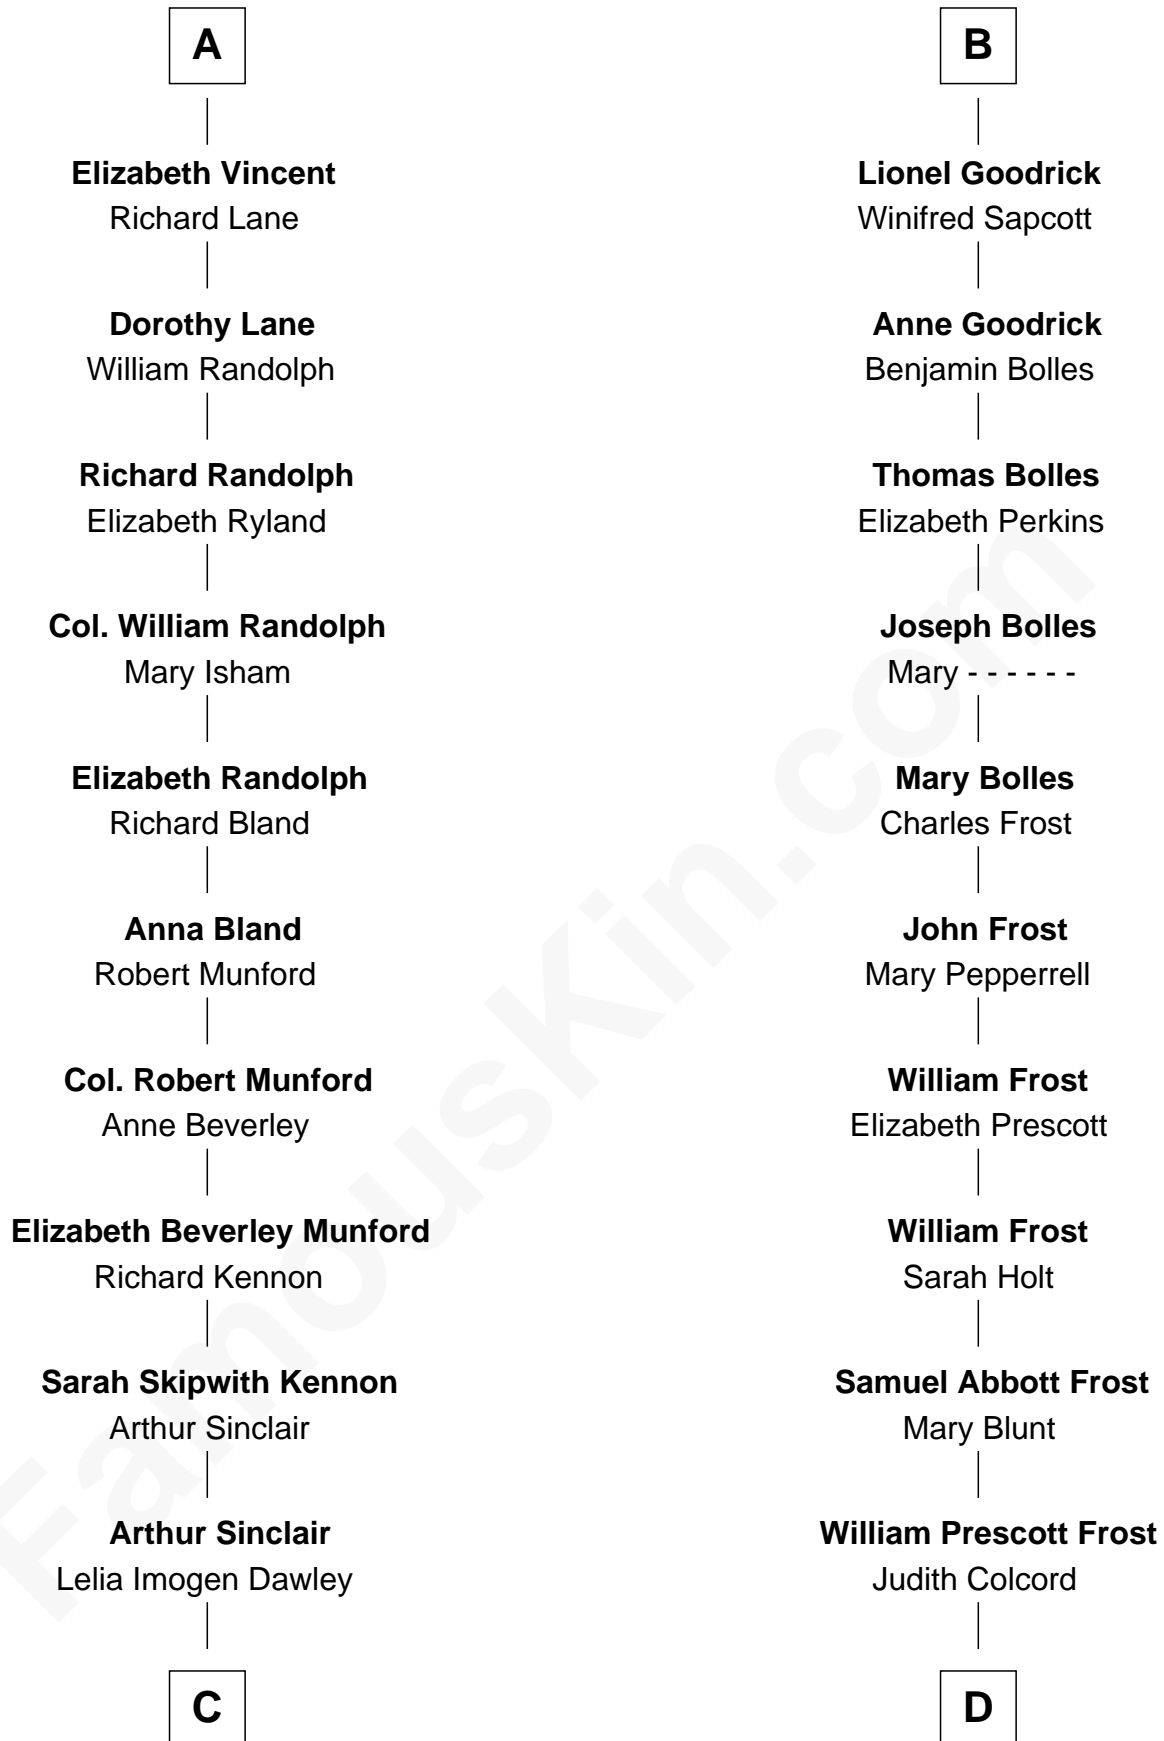 A
Elizabeth Vincent
Richard Lane
Dorothy Lane
William Randolph
Richard Randolph
Elizabeth Ryland
Col. William Randolph
Mary Isham
Elizabeth Randolph
Richard Bland
Anna Bland
Robert Munford
Col. Robert Munford
Anne Beverley
Elizabeth Beverley Munford
Richard Kennon
Sarah Skipwith Kennon
Arthur Sinclair
Arthur Sinclair
Lelia Imogen Dawley
C
B
Lionel Goodrick
Winifred Sapcott
Anne Goodrick
Benjamin Bolles
Thomas Bolles
Elizabeth Perkins
Joseph Bolles
Mary - - - - - -
Mary Bolles
Charles Frost
John Frost
Mary Pepperrell
William Frost
Elizabeth Prescott
William Frost
Sarah Holt
Samuel Abbott Frost
Mary Blunt
William Prescott Frost
Judith Colcord
D
FamousKin.com